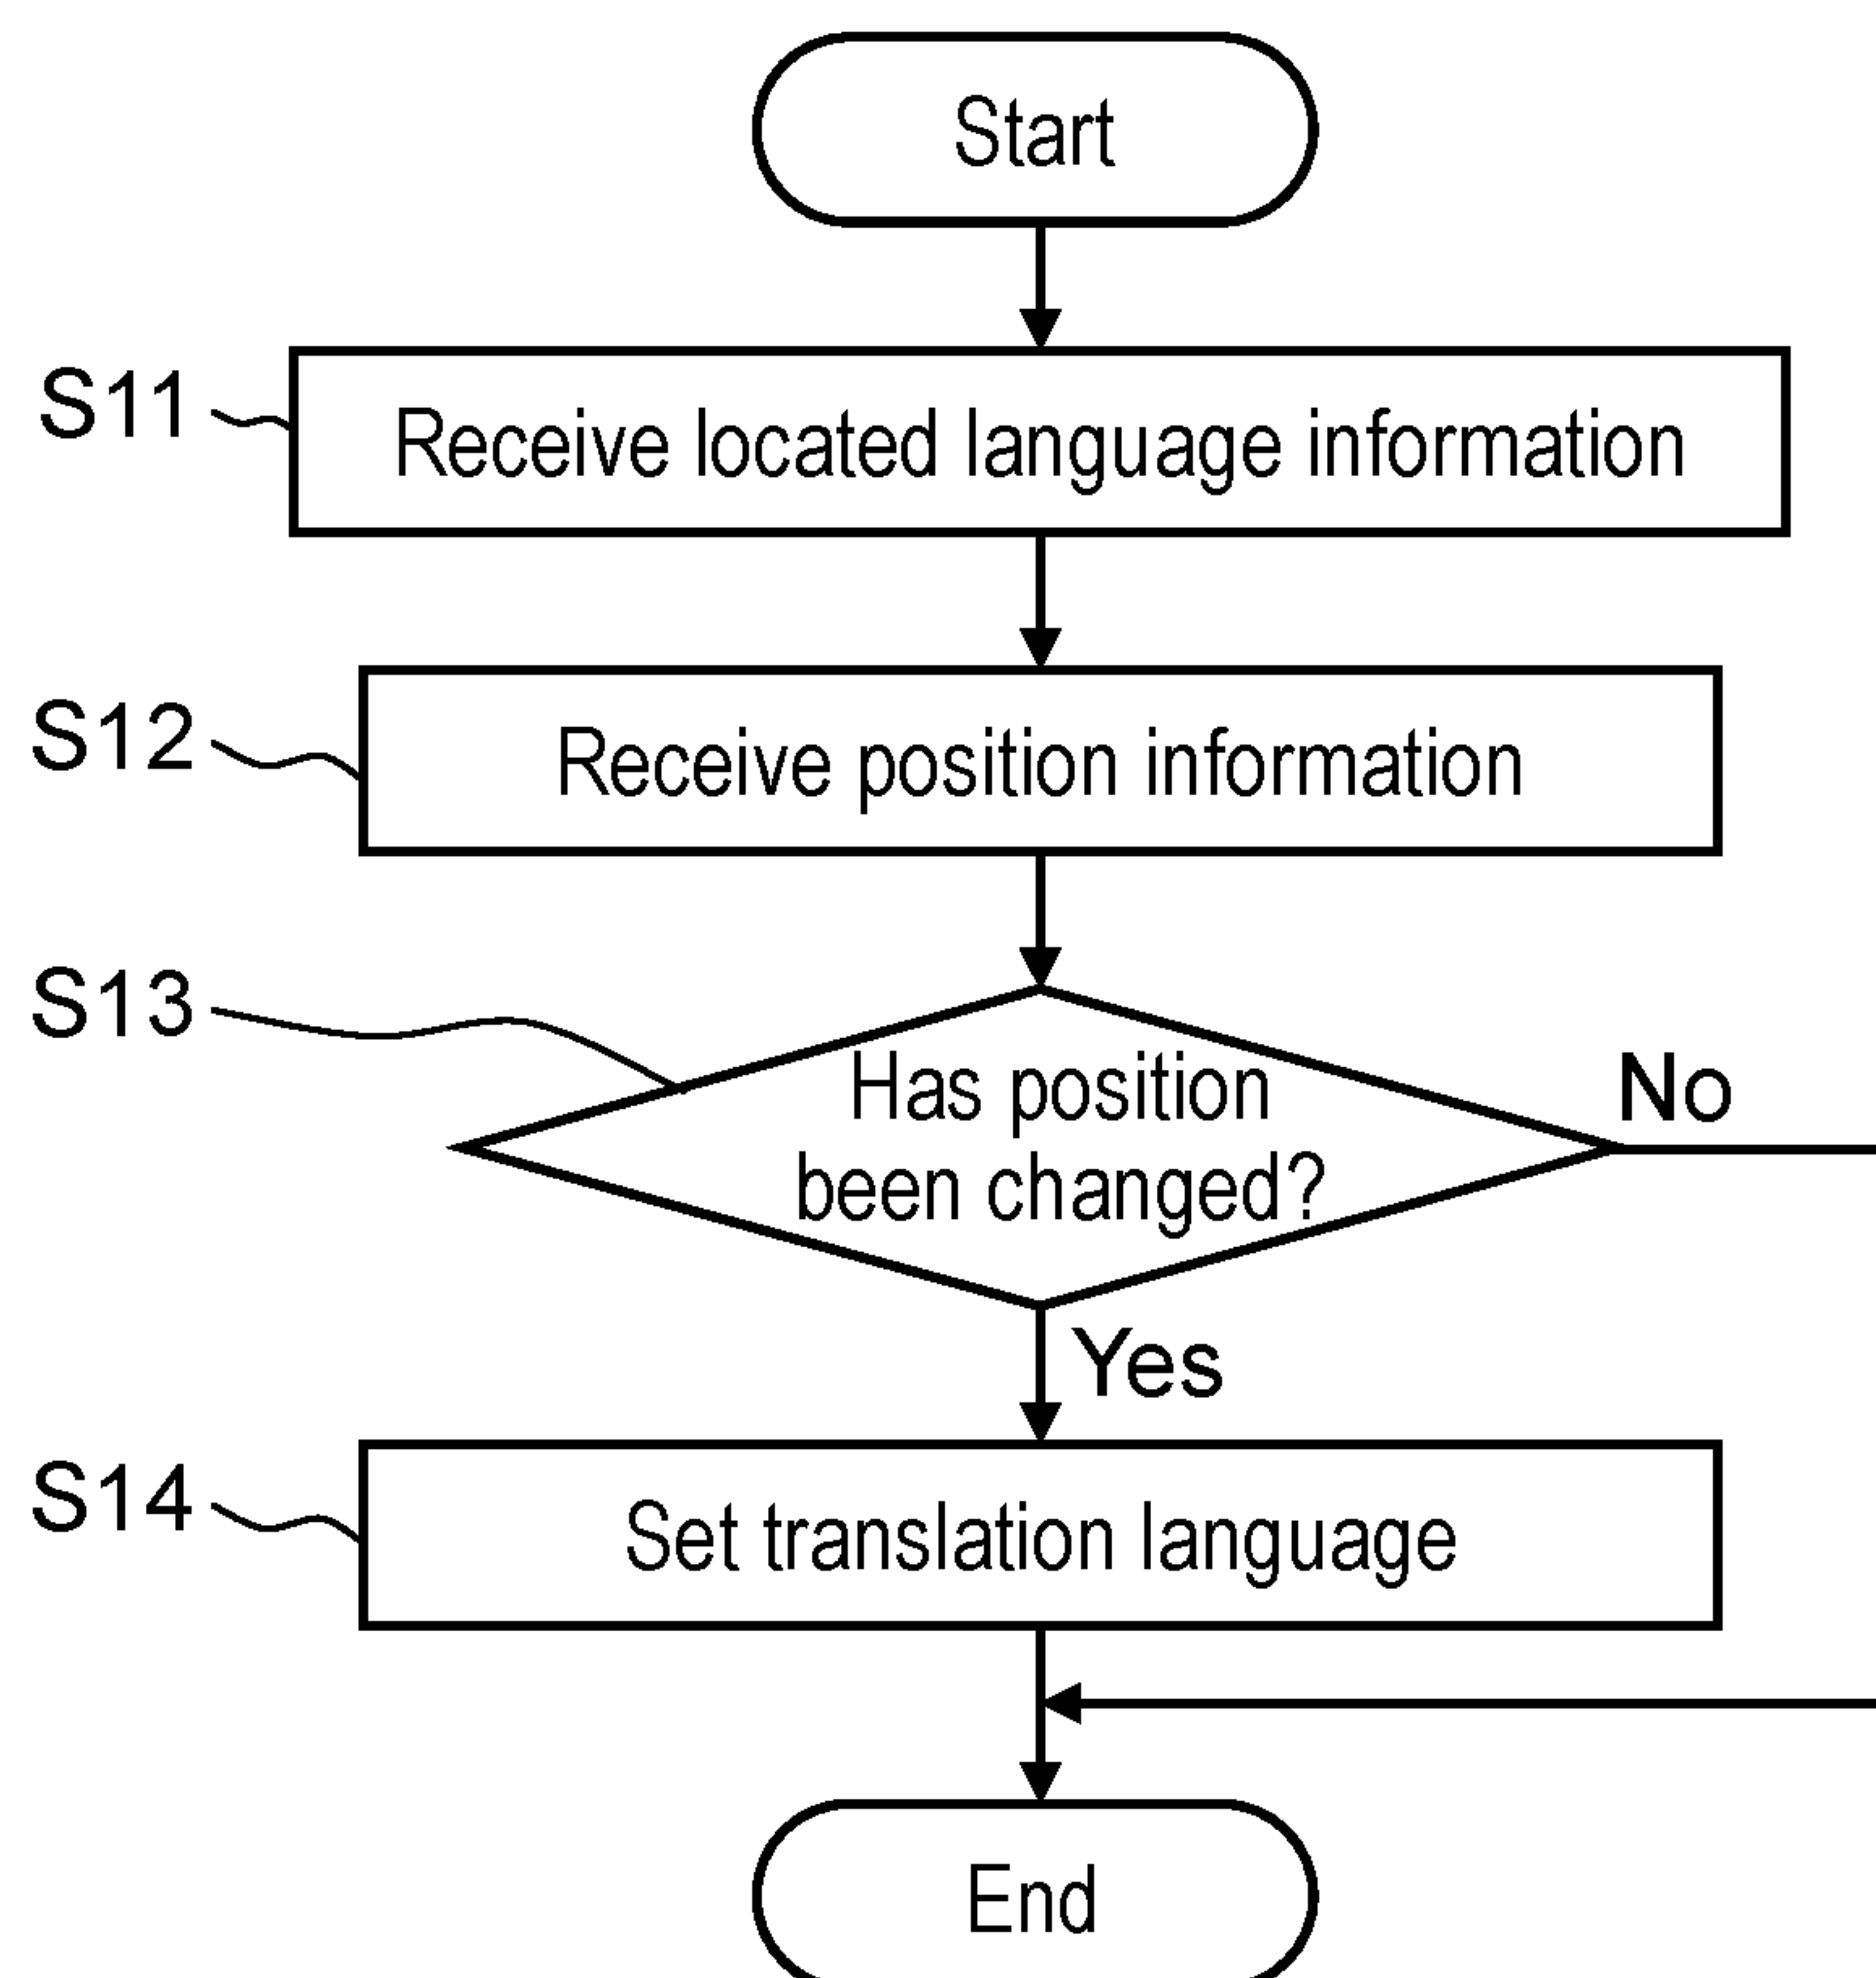 Start
S11
Receive located language information
S12
Receive position information
S13
Has position
been changed?
No
Yes
S14
Set translation language
End